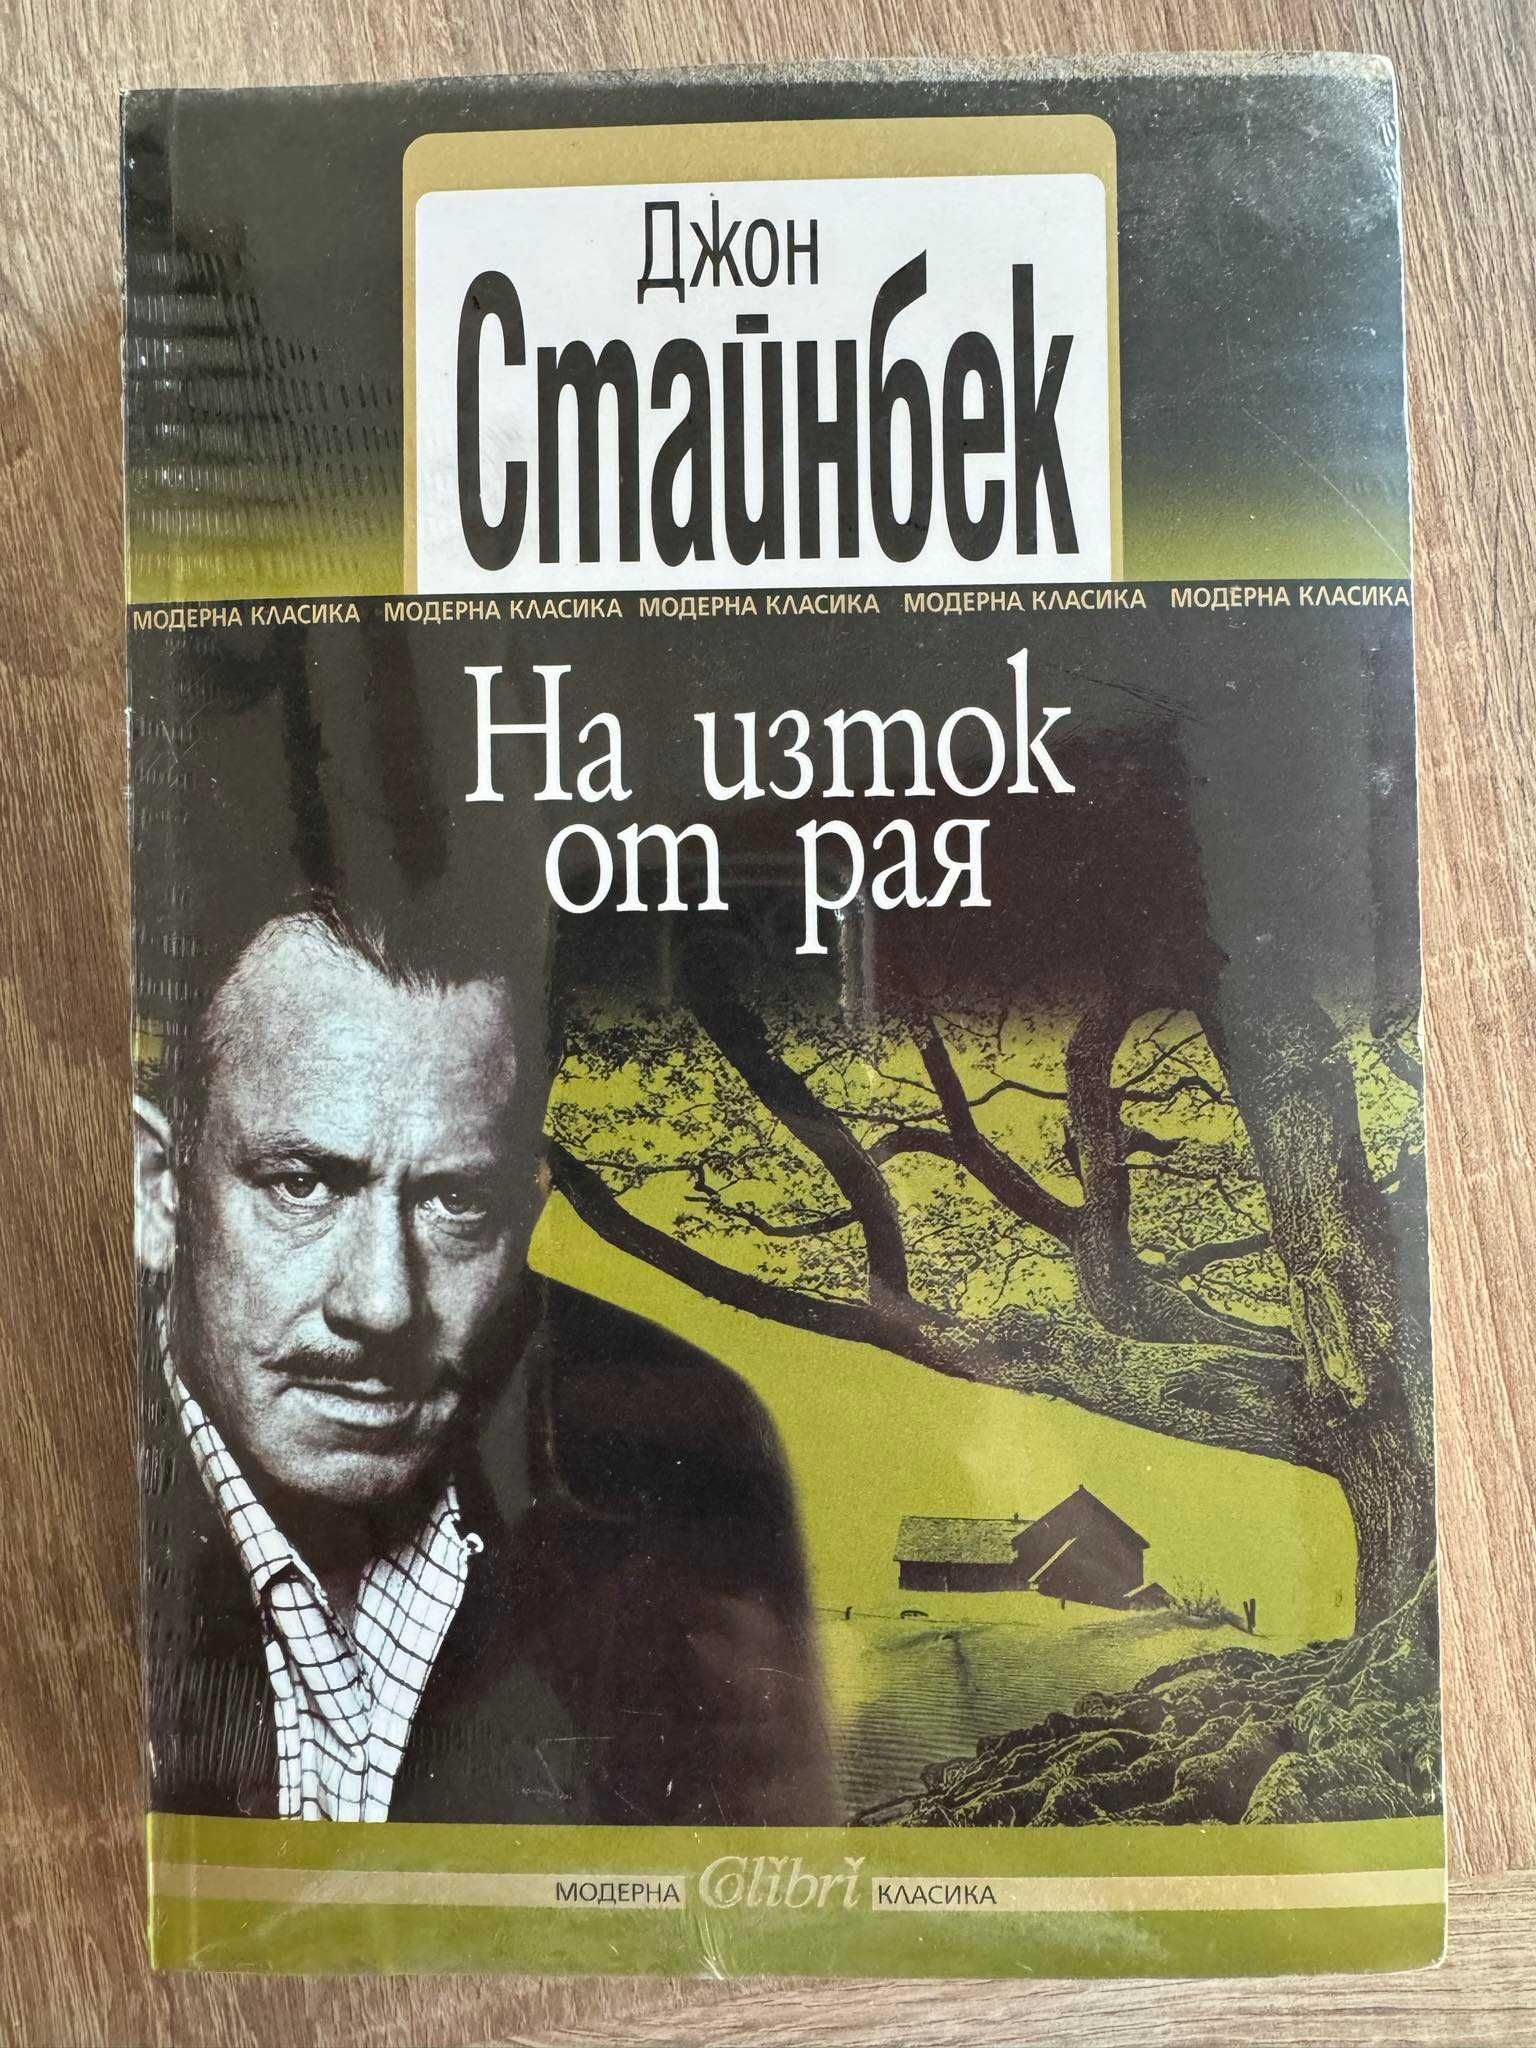 Джон
Стайнбек
МОДЕРНА КЛАСИКА МОДЕРНА КЛАСИКА МОДЕРНА КЛАСИКА МОДЕРНА КЛАСИКА МОДЕРНА КЛАСИКА
На изток
от рая
МОДЕРНА Colibri КЛАСИКА